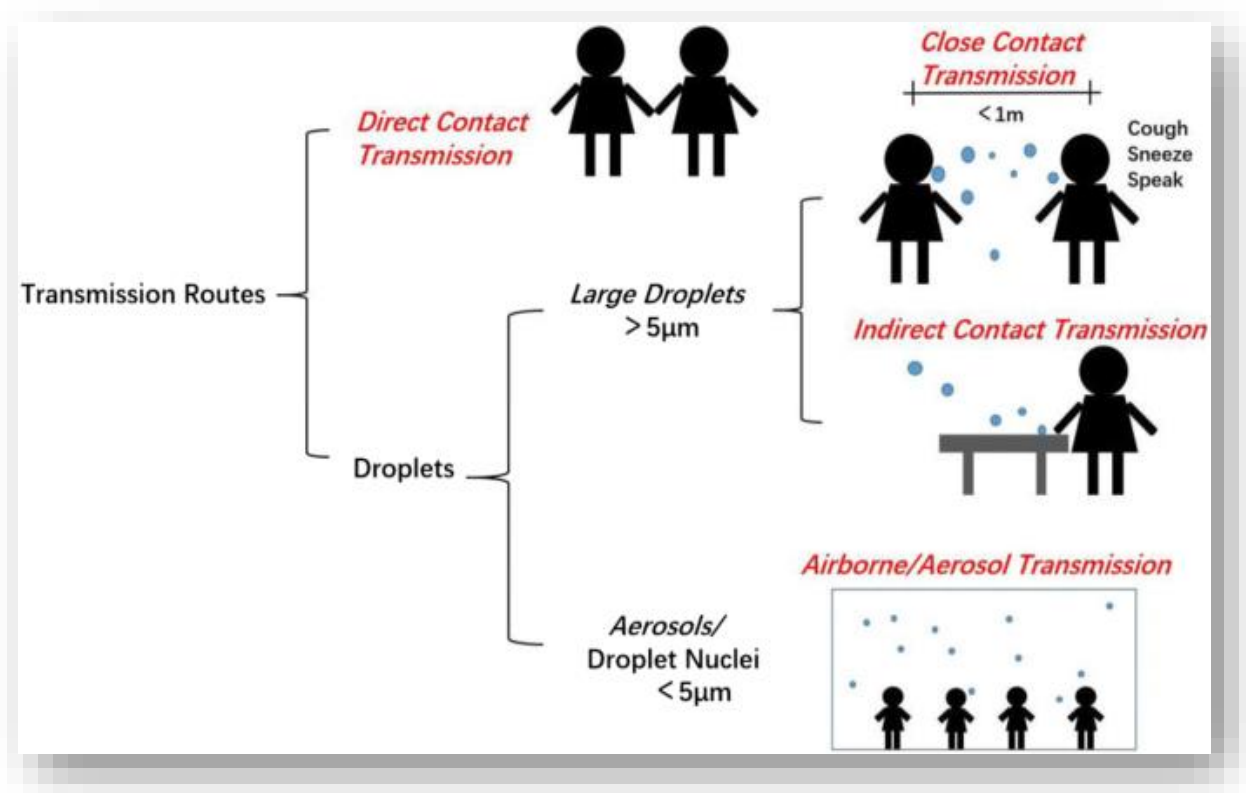 Close Contact
Transmission
<1m
Cough
Sneeze
Speak
Direct Contact
Transmission
Transmission Routes
Large Droplets
>5μm
Indirect Contact Transmission
Droplets
Airborne/Aerosol Transmission
Aerosols/
Droplet Nuclei
<5μm